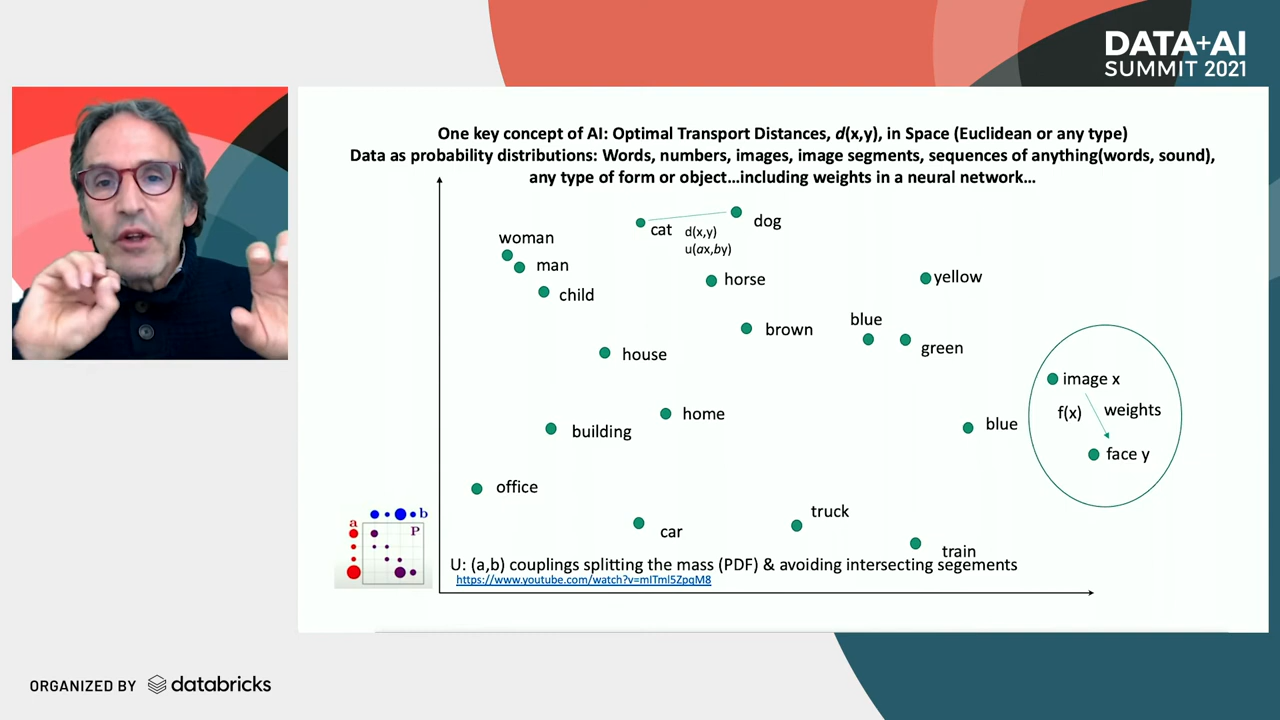 DATA+AI
SUMMIT 2021
One key concept of AI: Optimal Transport Distances, d(x,y), in Space (Euclidean or any type)
Data as probability distributions: Words, numbers, images, image segments, sequences of anything(words, sound),
any type of form or object...including weights in a neural network...
cat
dog
d(x,y)
u(ax,by)
woman
man
child
horse
yellow
brown
blue
green
house
image x
f(x)
weights
face y
home
building
blue
office
truck
car
train
b
a
P
U: (a,b) couplings splitting the mass (PDF) & avoiding intersecting segements
https://www.youtube.com/watch?v=mITml5ZpqM8
ORGANIZED BY databricks